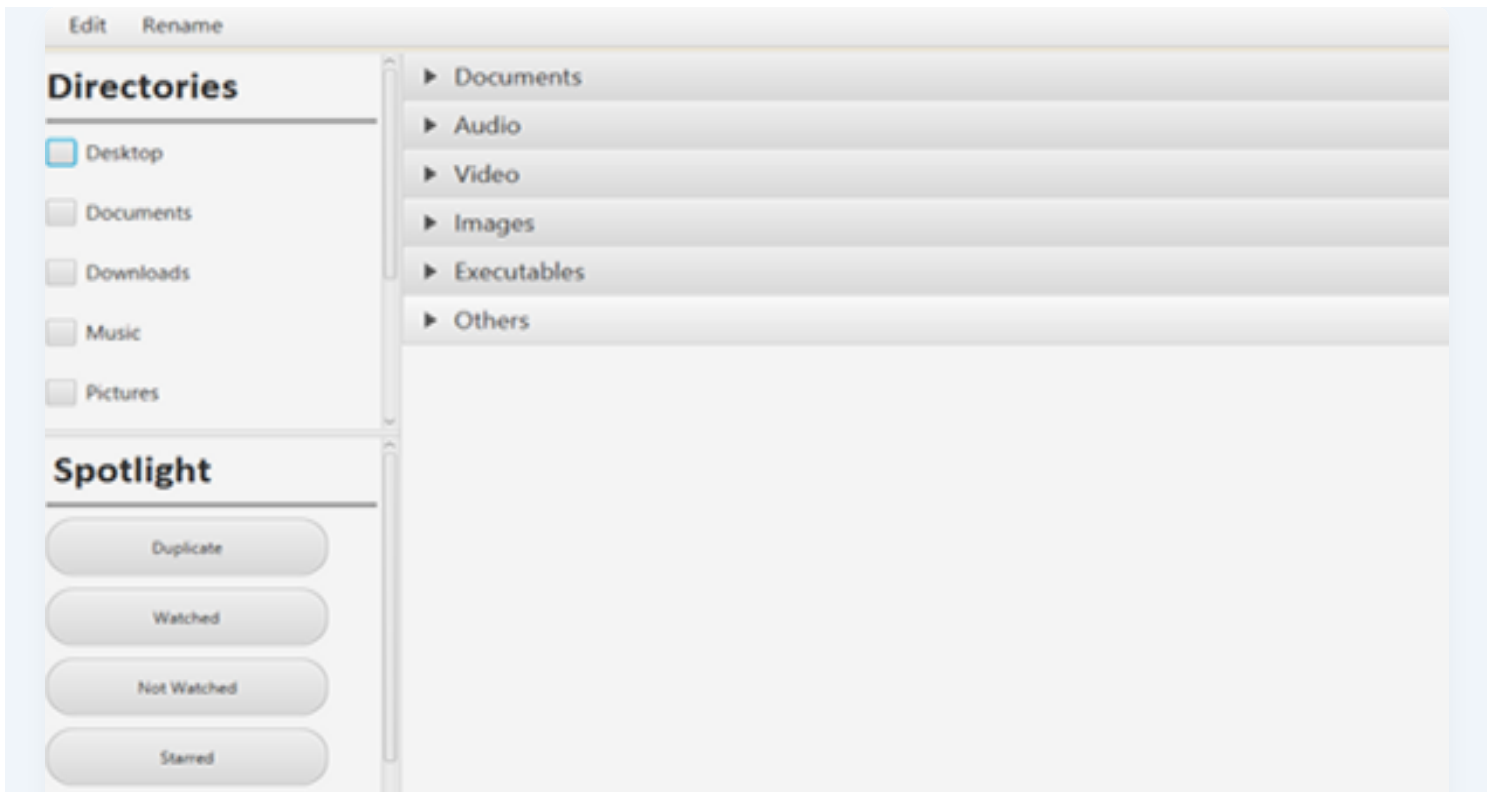 Edit Rename
Directories
Desktop
Documents
Downloads
Music
Pictures
Spotlight
Duplicate
Watched
Not Watched
Starred
Documents
Audio
Video
Images
Executables
Others